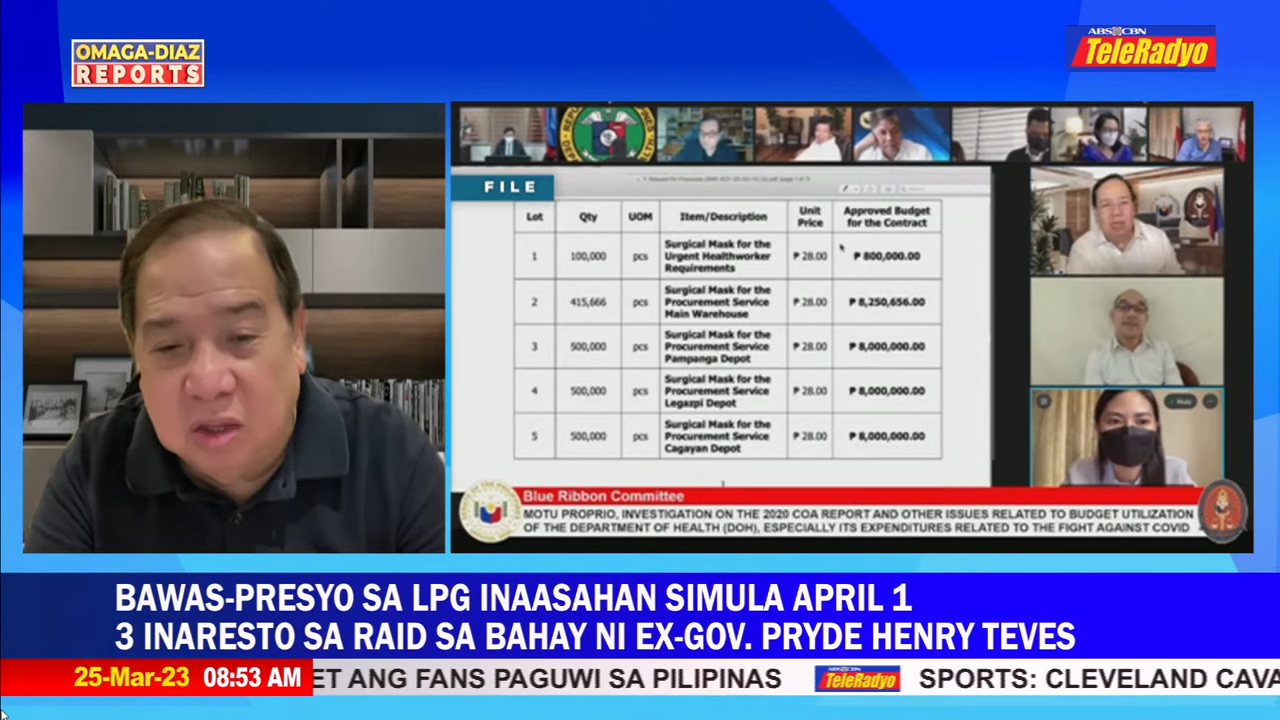 OMAGA-DIAZ
REPORTS
ABS-CBN
TeleRadyo
FILE
Lot Qty UOM Item/Description Unit Price Approved Budget for the Contract
1 100,000 pcs Surgical Mask for the Urgent Healthworker Requirements ₱ 28.00 ₱ 800,000.00
2 415,666 pcs Surgical Mask for the Procurement Service Main Warehouse ₱ 28.00 ₱ 8,250,656.00
3 500,000 pcs Surgical Mask for the Procurement Service Pampanga Depot ₱ 28.00 ₱ 8,000,000.00
4 500,000 pcs Surgical Mask for the Procurement Service Legazpi Depot ₱ 28.00 ₱ 8,000,000.00
5 500,000 pcs Surgical Mask for the Procurement Service Cagayan Depot ₱ 28.00 ₱ 8,000,000.00
Mute
Blue Ribbon Committee
MOTU PROPRIO, INVESTIGATION ON THE 2020 COA REPORT AND OTHER ISSUES RELATED TO BUDGET UTILIZATION
OF THE DEPARTMENT OF HEALTH (DOH), ESPECIALLY ITS EXPENDITURES RELATED TO THE FIGHT AGAINST COVID
BAWAS-PRESYO SA LPG INAASAHAN SIMULA APRIL 1
3 INARESTO SA RAID SA BAHAY NI EX-GOV. PRYDE HENRY TEVES
25-Mar-23 08:53 AM ET ANG FANS PAGUWI SA PILIPINAS ABS-CBN TeleRadyo SPORTS: CLEVELAND CAVA